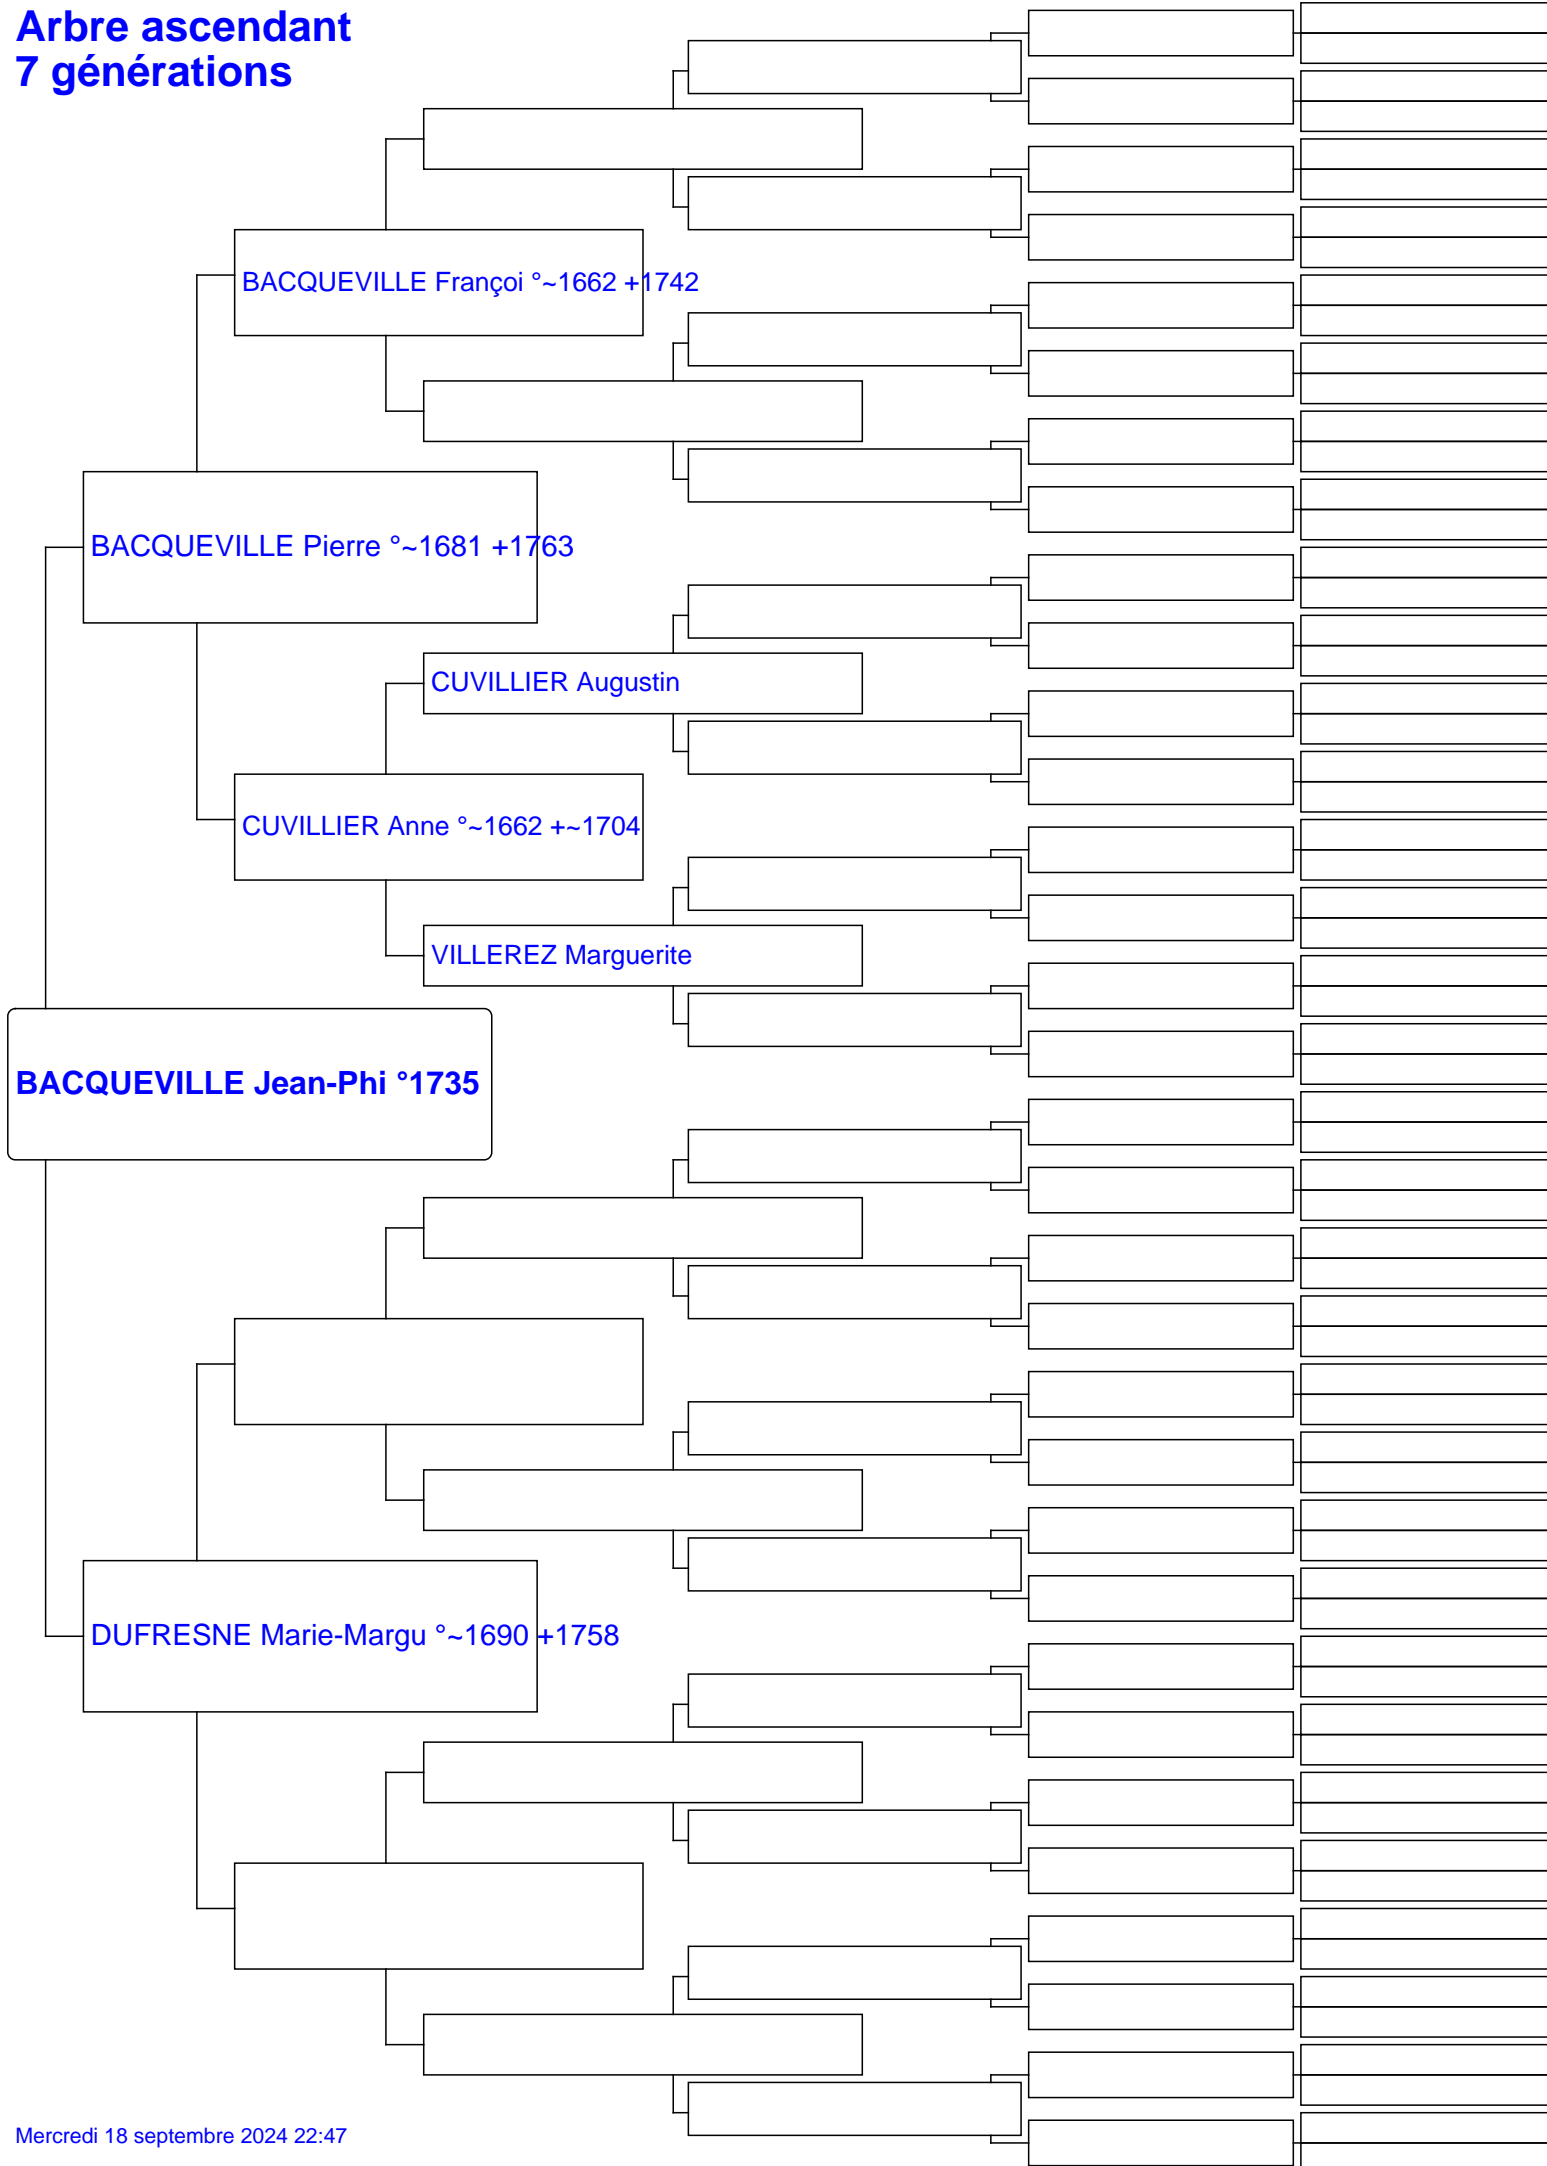 Arbre ascendant
7 générations
BACQUEVILLE Françoi °~1662 +1742
BACQUEVILLE Pierre °~1681 +1763
CUVILLIER Augustin
CUVILLIER Anne °~1662 +~1704
VILLEREZ Marguerite
BACQUEVILLE Jean-Phi °1735
DUFRESNE Marie-Margu °~1690 +1758
Mercredi 18 septembre 2024 22:47